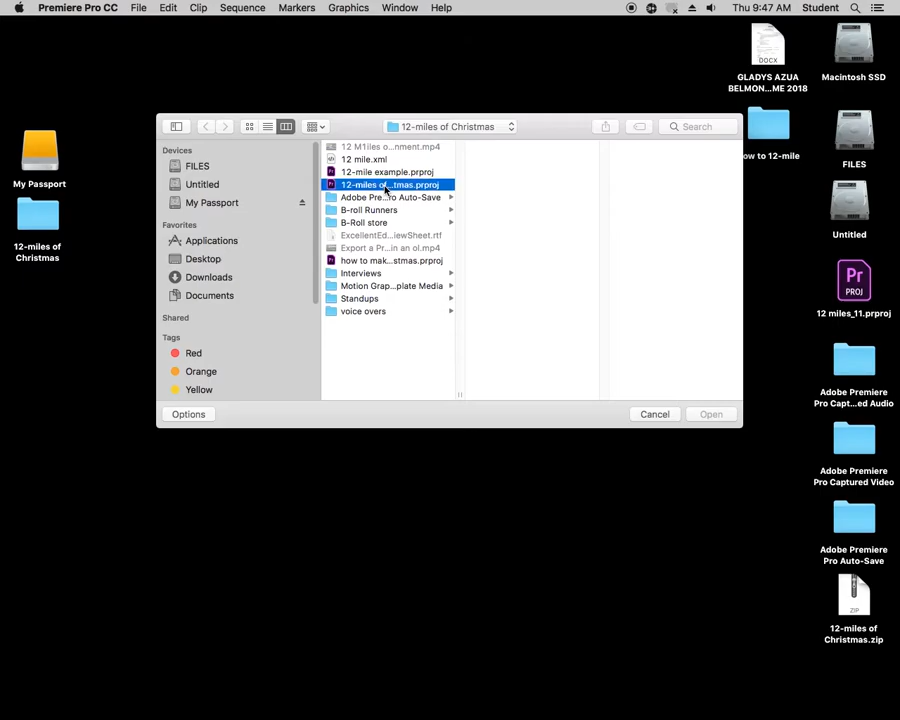 Premiere Pro CC File Edit Clip Sequence Markers Graphics Window Help Thu 9:47 AM Student
DOCX
GLADYS AZUA
BELMON...ME 2018
Macintosh SSD
ow to 12-mile
FILES
Untitled
Pr
PROJ
12 miles_11.prproj
Adobe Premiere
Pro Capt...ed Audio
Adobe Premiere
Pro Captured Video
Adobe Premiere
Pro Auto-Save
ZIP
12-miles of
Christmas.zip
My Passport
12-miles of
Christmas
12-miles of Christmas
Search
Devices
FILES
Untitled
My Passport
Favorites
Applications
Desktop
Downloads
Documents
Shared
Tags
Red
Orange
Yellow
12 M1iles o...nment.mp4
12 mile.xml
12-mile example.prproj
12-miles of...tmas.prproj
Adobe Pre...ro Auto-Save
B-roll Runners
B-Roll store
ExcellentEd...iewSheet.rtf
Export a Pr...in an ol.mp4
how to mak...stmas.prproj
Interviews
Motion Grap...plate Media
Standups
voice overs
Options
Cancel
Open